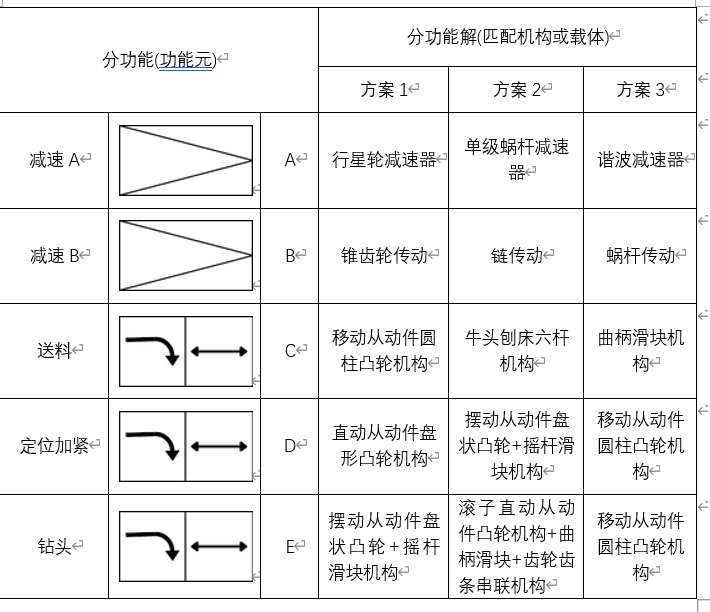 分功能(功能元)
分功能解(匹配机构或载体)
方案 1
方案 2
方案 3
减速 A
A
行星轮减速器
单级蜗杆减速
器
谐波减速器
减速 B
B
锥齿轮传动
链传动
蜗杆传动
送料
C
移动从动件圆
柱凸轮机构
牛头刨床六杆
机构
曲柄滑块机
构
定位加紧
D
直动从动件盘
形凸轮机构
摆动从动件盘
状凸轮+摇杆滑
块机构
移动从动件
圆柱凸轮机
构
钻头
E
摆动从动件盘
状凸轮+摇杆
滑块机构
滚子直动从动
件凸轮机构+曲
柄滑块+齿轮齿
条串联机构
移动从动件
圆柱凸轮机
构